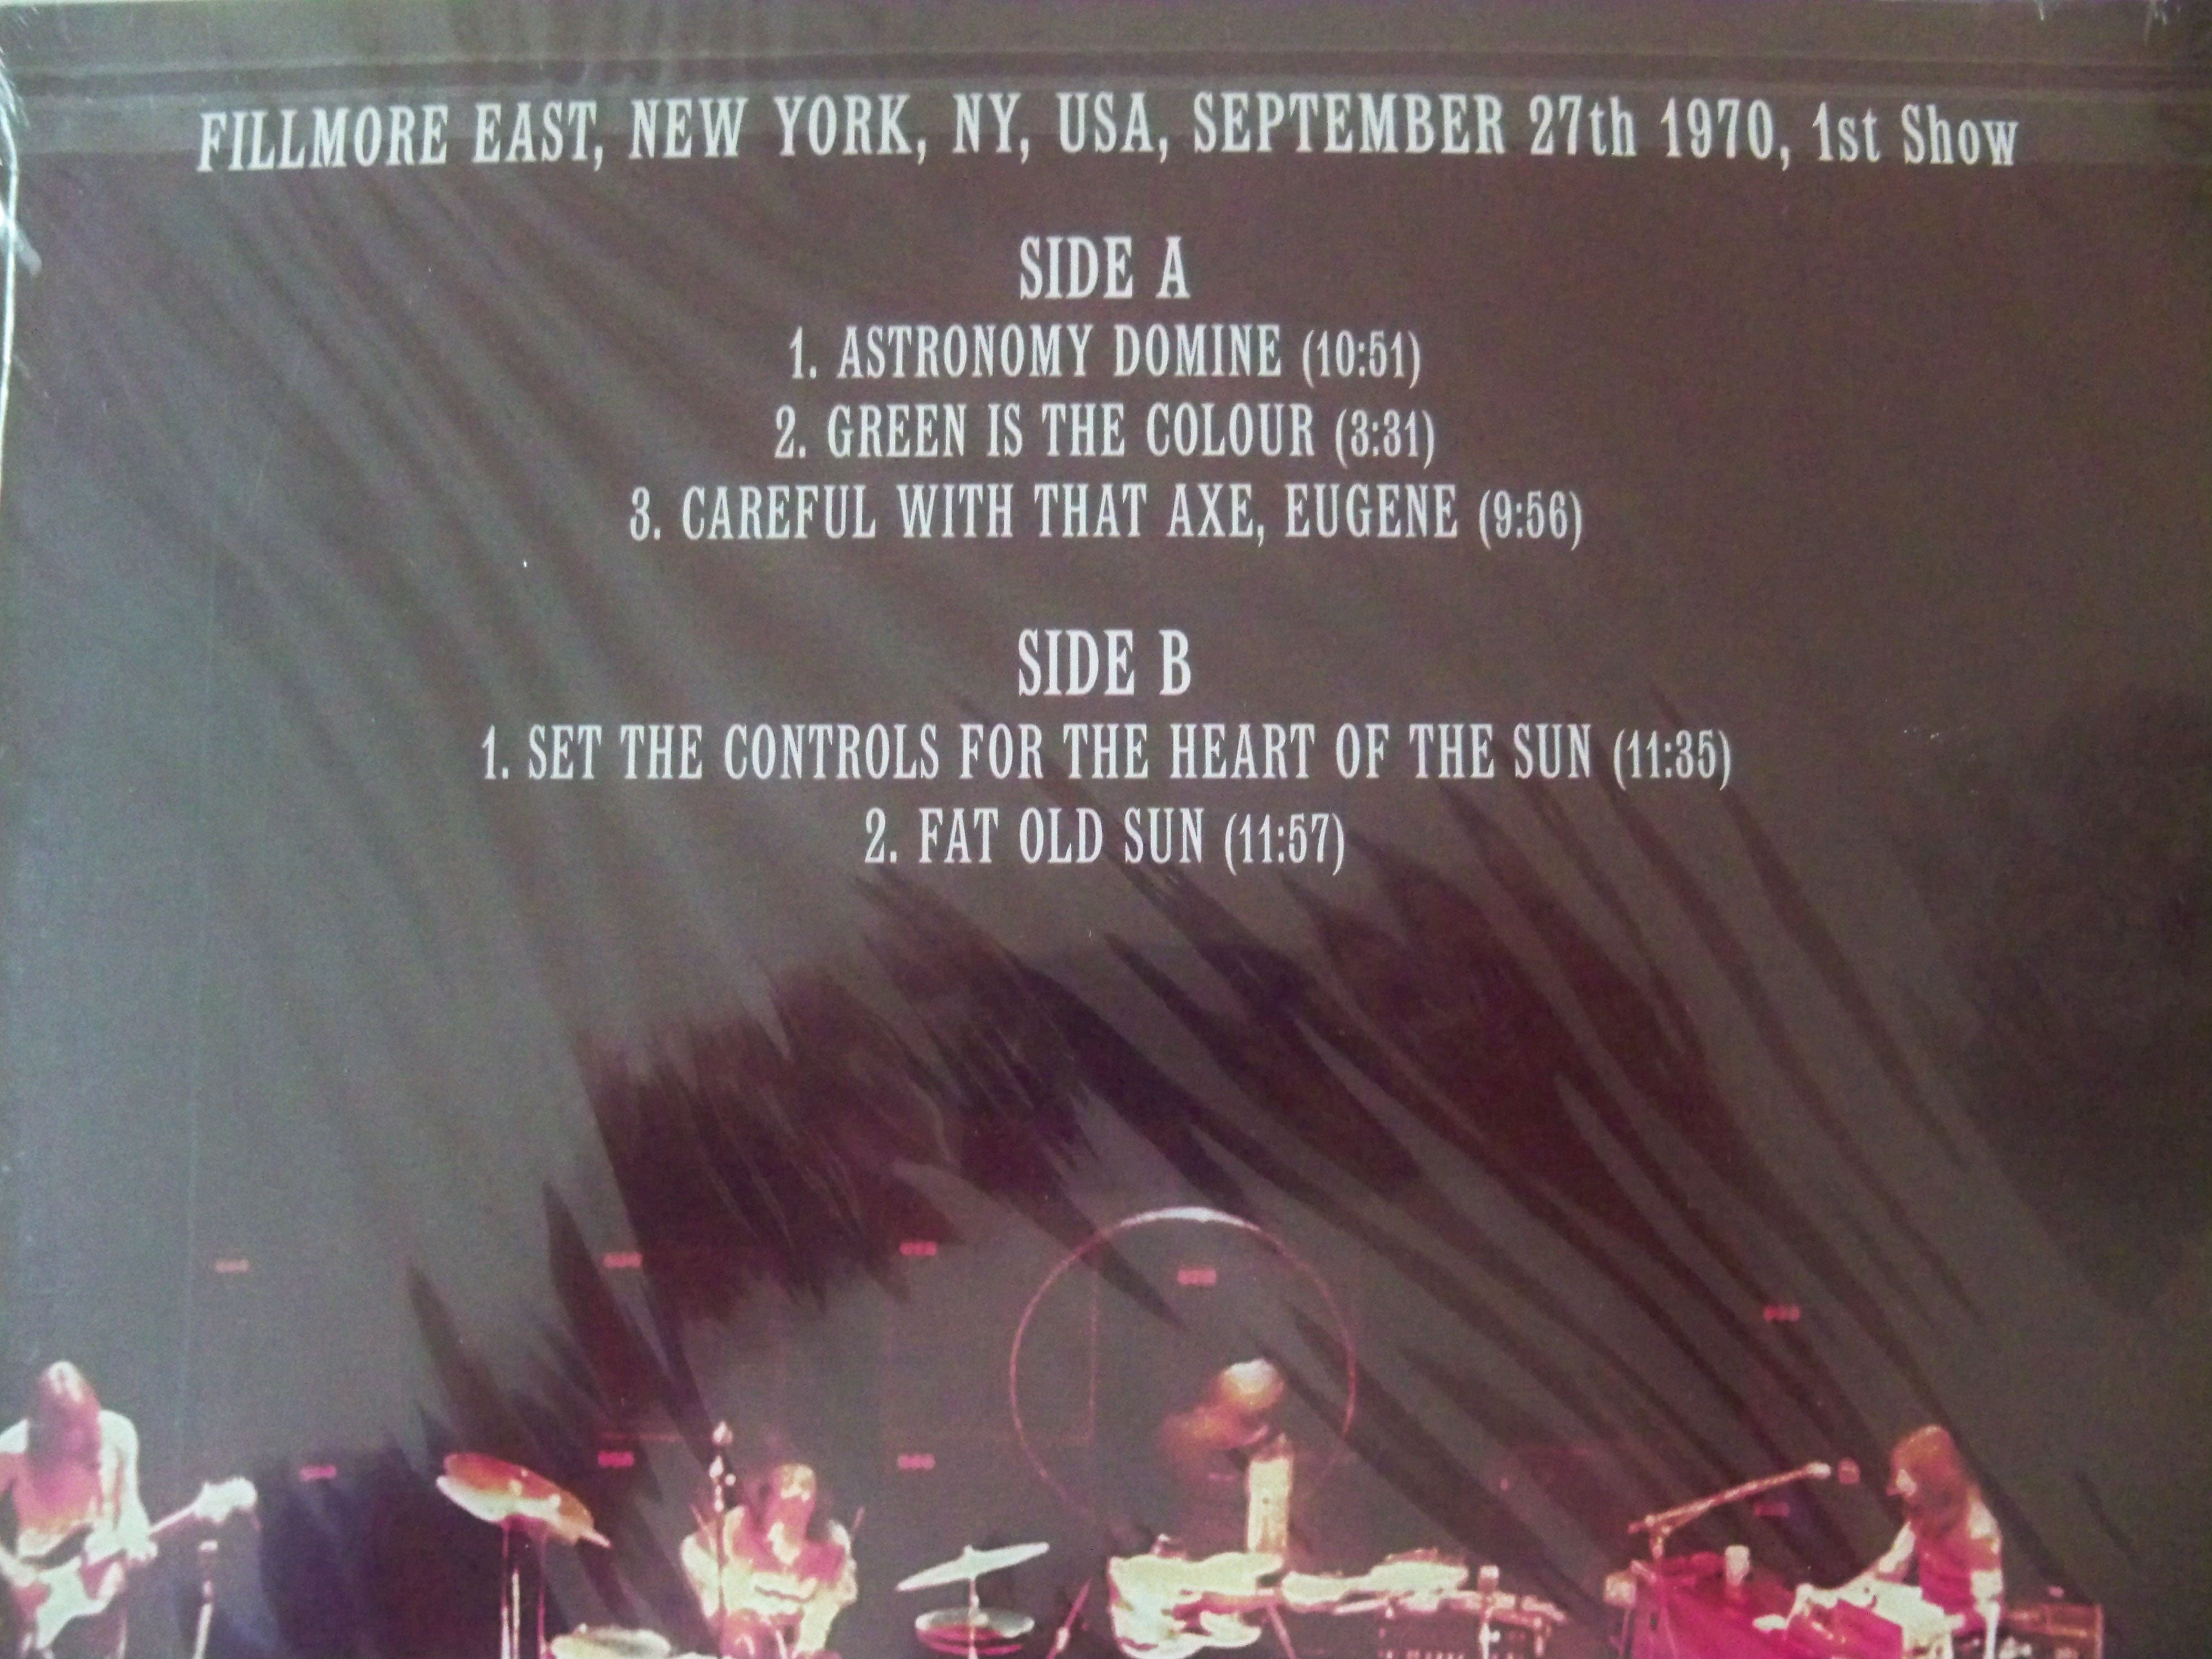 FILLMORE EAST, NEW YORK, NY, USA, SEPTEMBER 27th 1970, 1st Show
SIDE A
1. ASTRONOMY DOMINE (10:51)
2. GREEN IS THE COLOUR (3:31)
3. CAREFUL WITH THAT AXE, EUGENE (9:56)
SIDE B
1. SET THE CONTROLS FOR THE HEART OF THE SUN (11:35)
2. FAT OLD SUN (11:57)